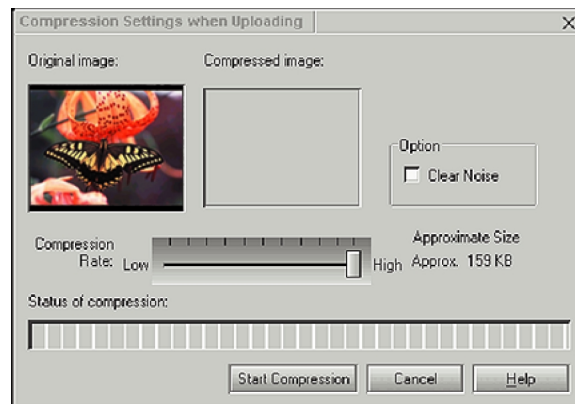 Compression Settings when Uploading
Original image:
Compressed image:
Option
Clear Noise
Compression
Rate:
Low
High
Approximate Size
Approx. 159 KB
Status of compression:
Start Compression
Cancel
Help